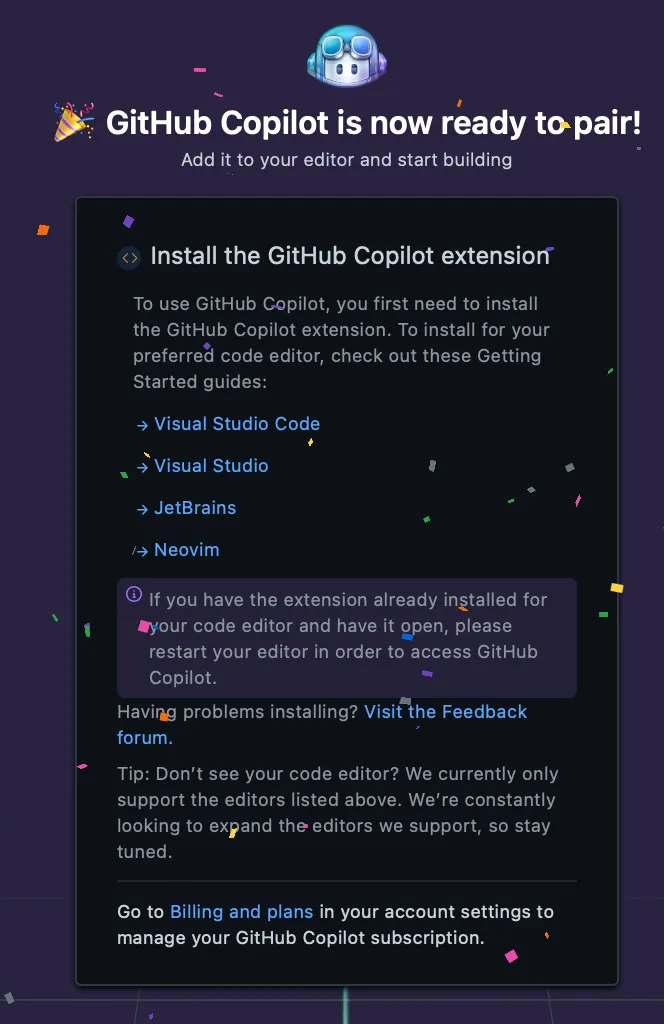 🎉 GitHub Copilot is now ready to pair!
Add it to your editor and start building
Install the GitHub Copilot extension
To use GitHub Copilot, you first need to install
the GitHub Copilot extension. To install for your
preferred code editor, check out these Getting
Started guides:
→ Visual Studio Code
→ Visual Studio
→ JetBrains
→ Neovim
If you have the extension already installed for
your code editor and have it open, please
restart your editor in order to access GitHub
Copilot.
Having problems installing? Visit the Feedback
forum.
Tip: Don’t see your code editor? We currently only
support the editors listed above. We’re constantly
looking to expand the editors we support, so stay
tuned.
Go to Billing and plans in your account settings to
manage your GitHub Copilot subscription.